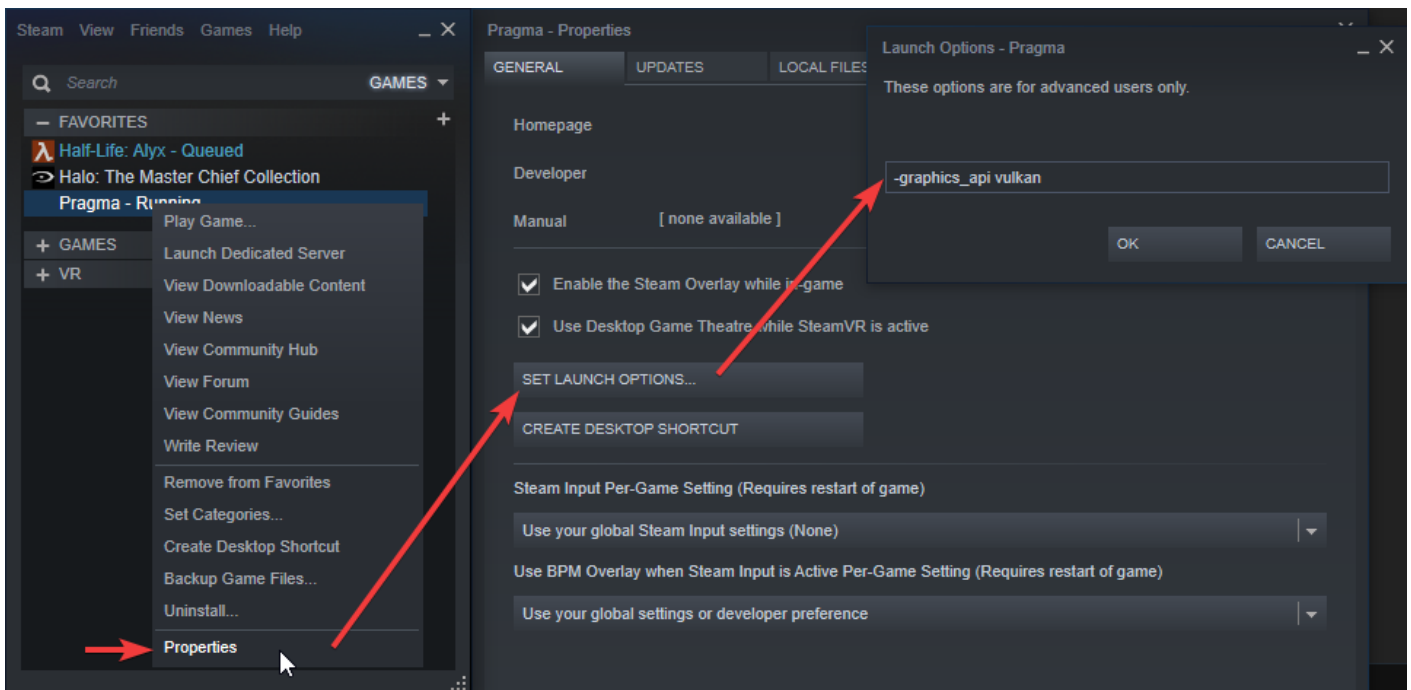 Steam View Friends Games Help
Search GAMES
FAVORITES
Half-Life: Alyx - Queued
Halo: The Master Chief Collection
Pragma - Running
GAMES
VR
Play Game...
Launch Dedicated Server
View Downloadable Content
View News
View Community Hub
View Forum
View Community Guides
Write Review
Remove from Favorites
Set Categories...
Create Desktop Shortcut
Backup Game Files...
Uninstall...
Properties
Pragma - Properties
GENERAL UPDATES LOCAL FILES
Homepage
Developer
Manual [ none available ]
Enable the Steam Overlay while in-game
Use Desktop Game Theatre while SteamVR is active
SET LAUNCH OPTIONS...
CREATE DESKTOP SHORTCUT
Steam Input Per-Game Setting (Requires restart of game)
Use your global Steam Input settings (None)
Use BPM Overlay when Steam Input is Active Per-Game Setting (Requires restart of game)
Use your global settings or developer preference
Launch Options - Pragma
These options are for advanced users only.
-graphics_api vulkan
OK CANCEL